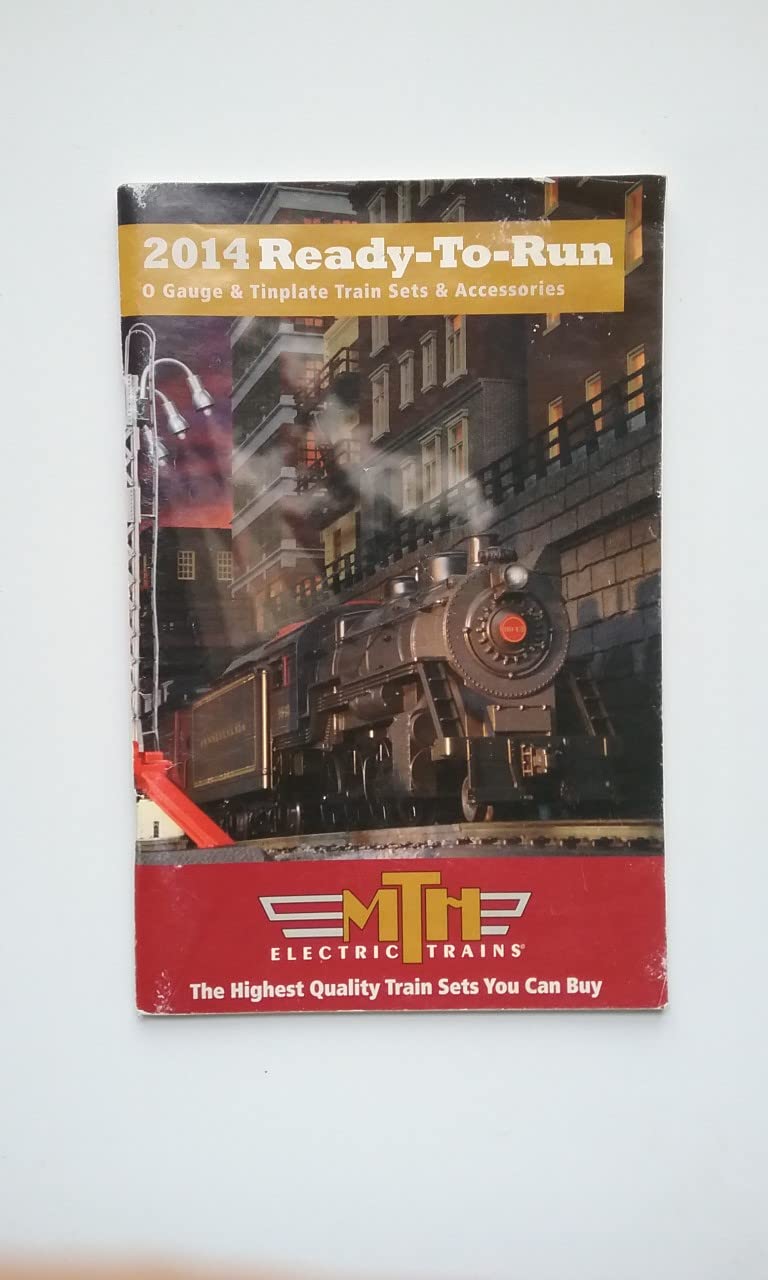 2014 Ready-To-Run
O Gauge & Tinplate Train Sets & Accessories
PENNSYLVANIA
MTH
ELECTRIC TRAINS®
The Highest Quality Train Sets You Can Buy